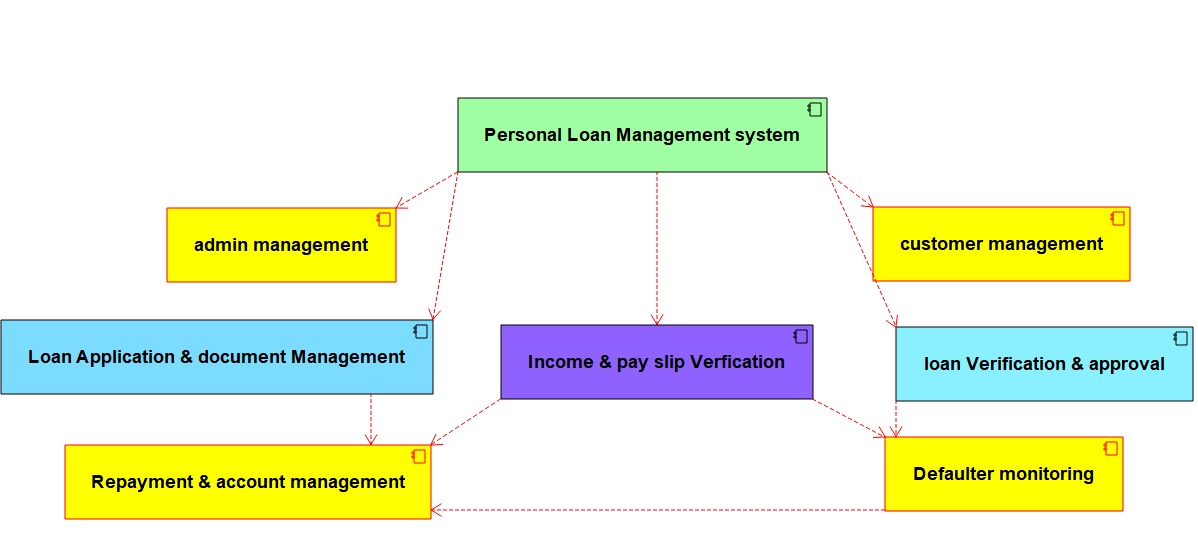 Personal Loan Management system
admin management
customer management
Loan Application & document Management
Income & pay slip Verfication
loan Verification & approval
Repayment & account management
Defaulter monitoring